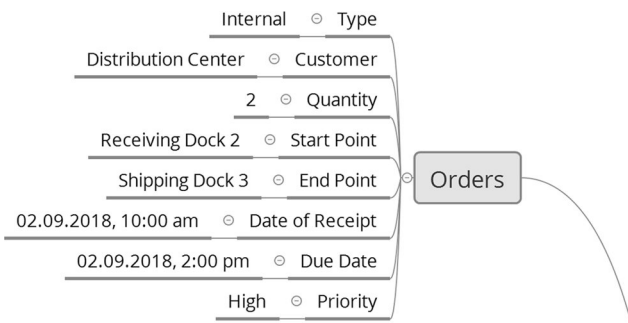 Internal Type
Distribution Center Customer
2 Quantity
Receiving Dock 2 Start Point
Shipping Dock 3 End Point
Orders
02.09.2018, 10:00 am Date of Receipt
02.09.2018, 2:00 pm Due Date
High Priority